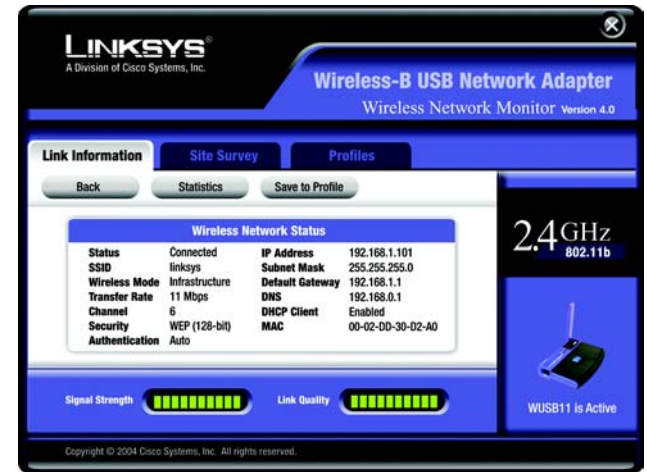 LINKSYS®
A Division of Cisco Systems, Inc.
Wireless-B USB Network Adapter
Wireless Network Monitor Version 4.0
Link Information Site Survey Profiles
Back Statistics Save to Profile
Wireless Network Status
Status Connected IP Address 192.168.1.101
SSID linksys Subnet Mask 255.255.255.0
Wireless Mode Infrastructure Default Gateway 192.168.1.1
Transfer Rate 11 Mbps DNS 192.168.0.1
Channel 6 DHCP Client Enabled
Security WEP (128-bit) MAC 00-02-DD-30-D2-A0
Authentication Auto
2.4GHz
802.11b
Signal Strength Link Quality
WUSB11 is Active
Copyright © 2004 Cisco Systems, Inc. All rights reserved.